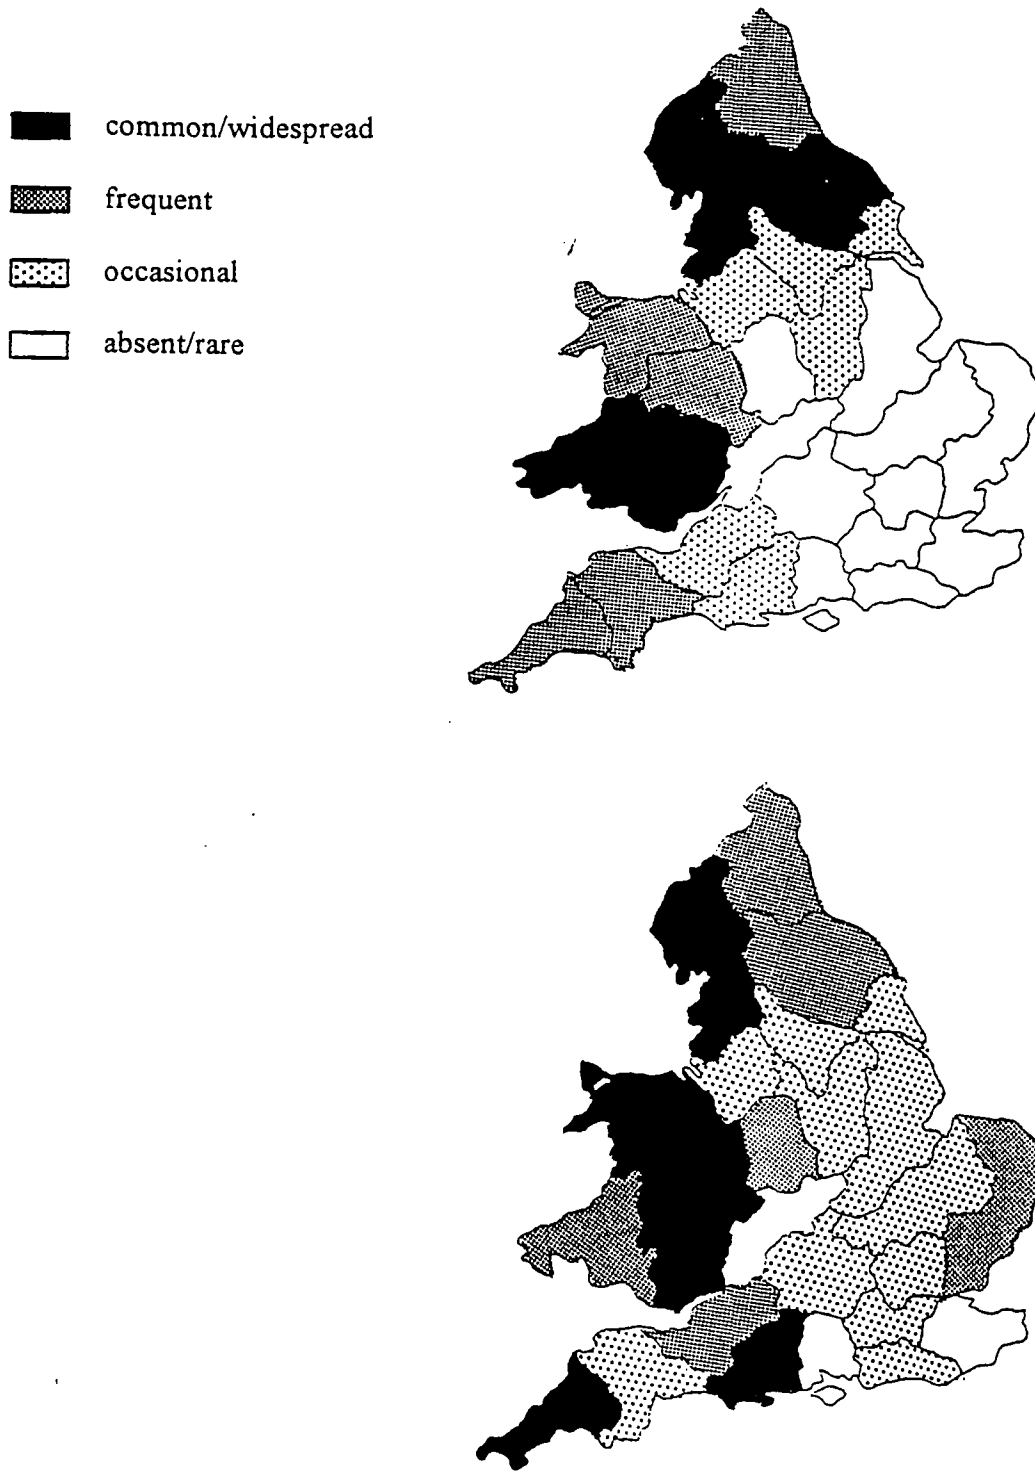 common/widespread
frequent
occasional
absent/rare